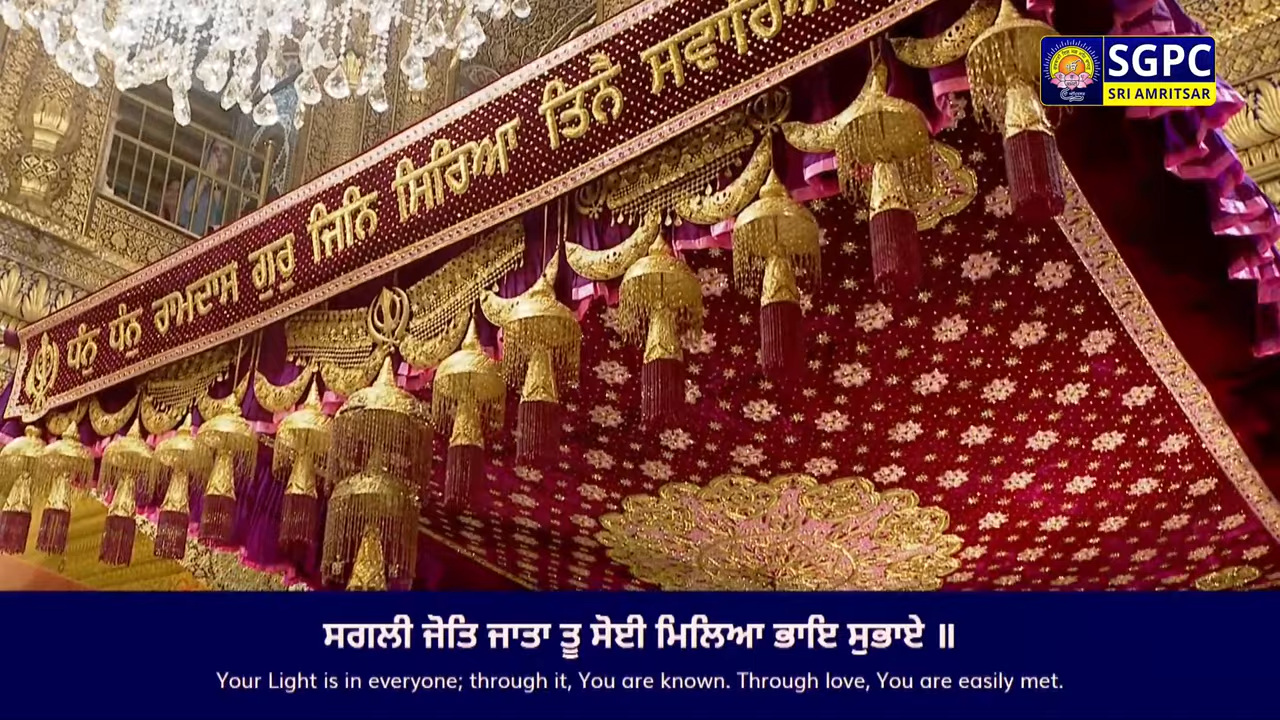 SGPC
SRI AMRITSAR
ਧੰਨੁ ਧੰਨੁ ਰਾਮਦਾਸ ਗੁਰੁ ਜਿਨਿ ਸਿਰਿਆ ਤਿਨੈ ਸਵਾਰਿਆ
ਸਗਲੀ ਜੋਤਿ ਜਾਤਾ ਤੂ ਸੋਈ ਮਿਲਿਆ ਭਾਇ ਸੁਭਾਏ ॥
Your Light is in everyone; through it, You are known. Through love, You are easily met.